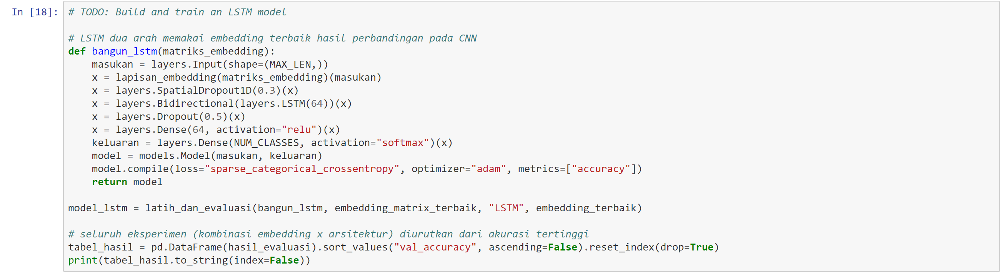 In [18]: # TODO: Build and train an LSTM model
# LSTM dua arah memakai embedding terbaik hasil perbandingan pada CNN
def bangun_lstm(matriks_embedding):
    masukan = layers.Input(shape=(MAX_LEN,))
    x = lapisan_embedding(matriks_embedding)(masukan)
    x = layers.SpatialDropout1D(0.3)(x)
    x = layers.Bidirectional(layers.LSTM(64))(x)
    x = layers.Dropout(0.5)(x)
    x = layers.Dense(64, activation="relu")(x)
    keluaran = layers.Dense(NUM_CLASSES, activation="softmax")(x)
    model = models.Model(masukan, keluaran)
    model.compile(loss="sparse_categorical_crossentropy", optimizer="adam", metrics=["accuracy"])
    return model
model_lstm = latih_dan_evaluasi(bangun_lstm, embedding_matrix_terbaik, "LSTM", embedding_terbaik)
# seluruh eksperimen (kombinasi embedding x arsitektur) diurutkan dari akurasi tertinggi
tabel_hasil = pd.DataFrame(hasil_evaluasi).sort_values("val_accuracy", ascending=False).reset_index(drop=True)
print(tabel_hasil.to_string(index=False))